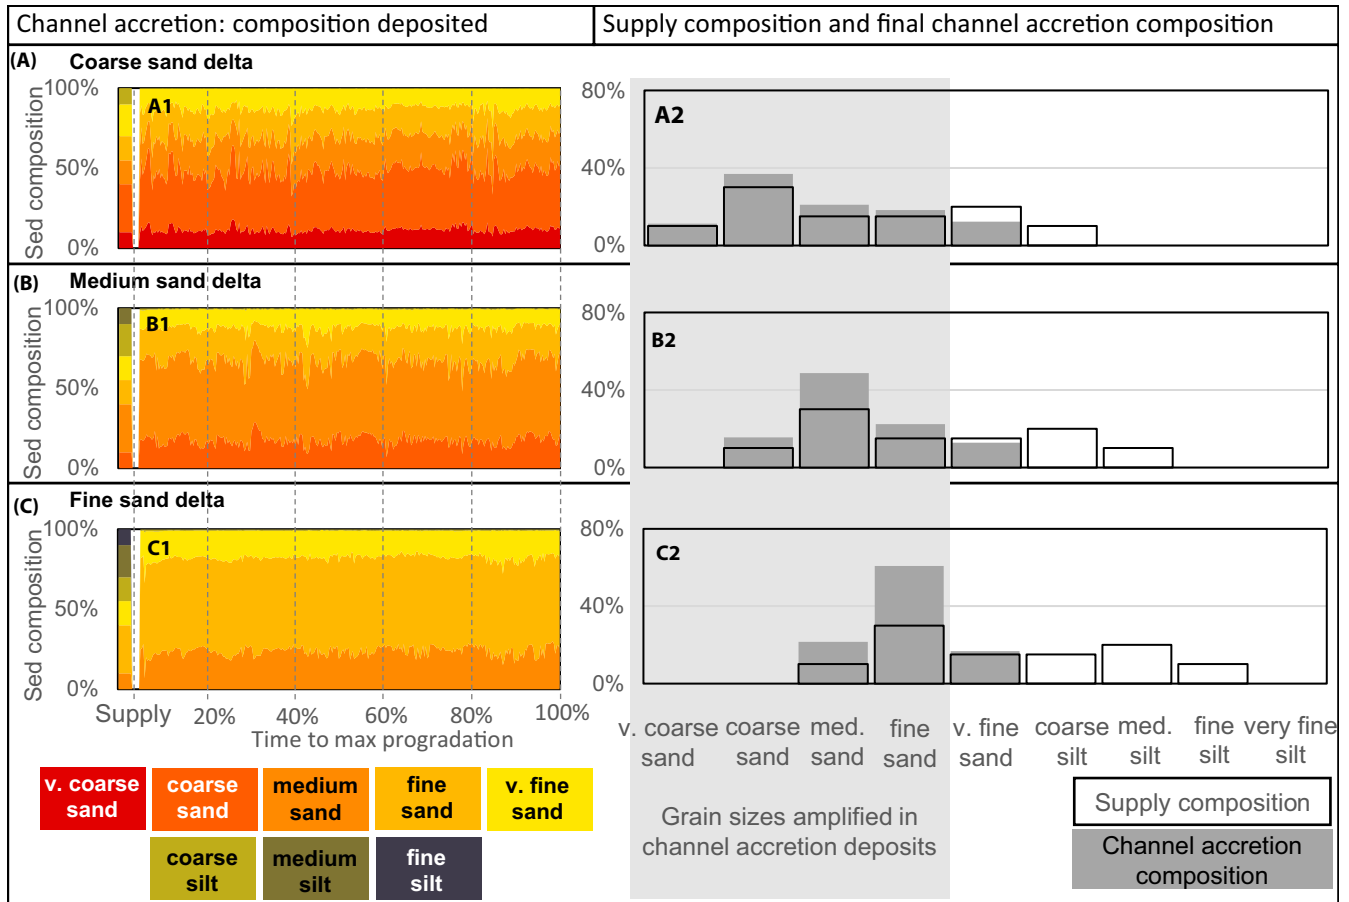 Channel accretion: composition deposited
Supply composition and final channel accretion composition
(A) Coarse sand delta
Sed composition
100%
50%
0%
A1
80%
40%
0%
A2
(B) Medium sand delta
Sed composition
100%
50%
0%
B1
80%
40%
0%
B2
(C) Fine sand delta
Sed composition
100%
50%
0%
C1
80%
40%
0%
C2
Supply 20% 40% 60% 80% 100%
Time to max progradation
v. coarse sand
coarse sand
med. sand
fine sand
v. fine sand
coarse silt
med. silt
fine silt
very fine silt
v. coarse
sand
coarse
sand
medium
sand
fine
sand
v. fine
sand
coarse
silt
medium
silt
fine
silt
Grain sizes amplified in
channel accretion deposits
Supply composition
Channel accretion
composition